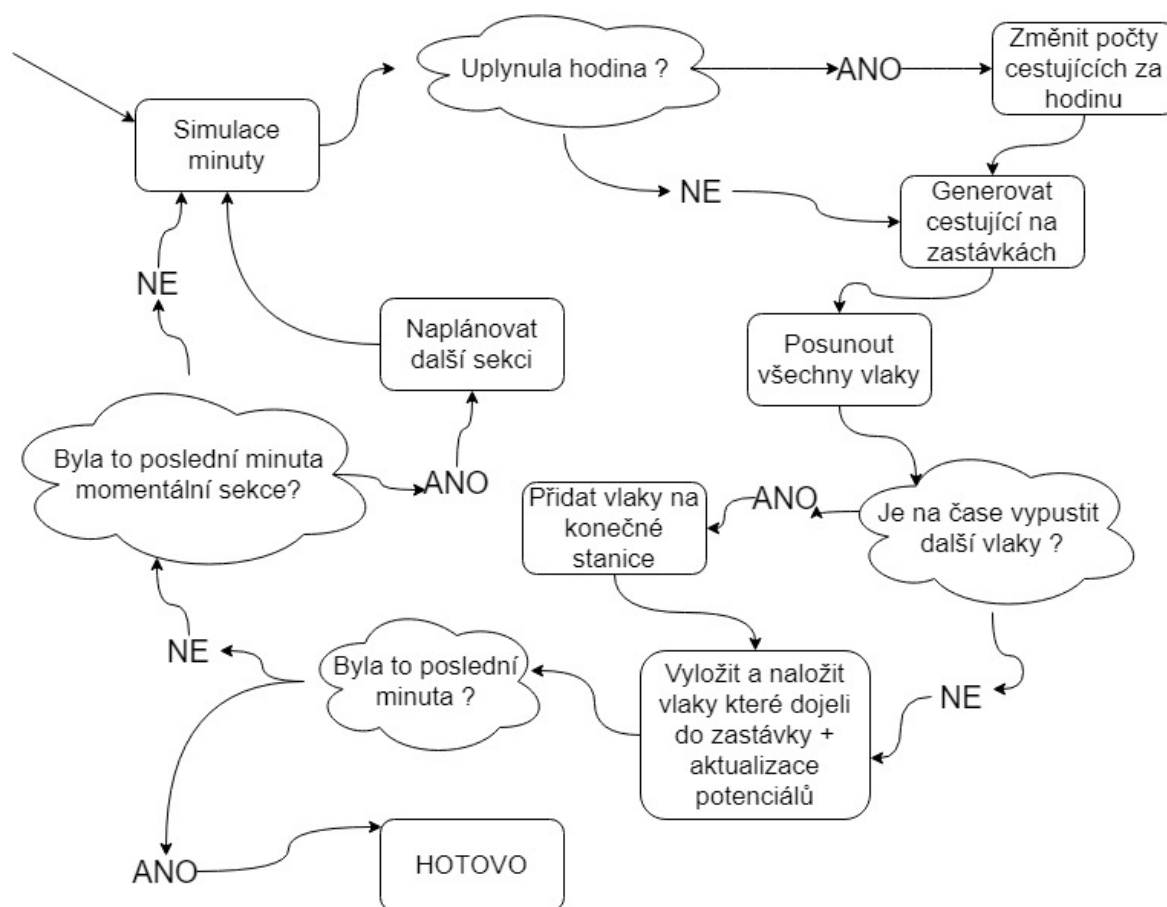 Simulace
minuty
Uplynula hodina ?
ANO
Změnit počty
cestujících za
hodinu
NE
Generovat
cestující na
zastávkách
Posunout
všechny vlaky
Je na čase vypustit
další vlaky ?
ANO
Přidat vlaky na
konečné
stanice
NE
Vyložit a naložit
vlaky které dojeli
do zastávky +
aktualizace
potenciálů
Byla to poslední
minuta ?
NE
ANO
HOTOVO
Byla to poslední minuta
momentální sekce?
ANO
Naplánovat
další sekci
NE